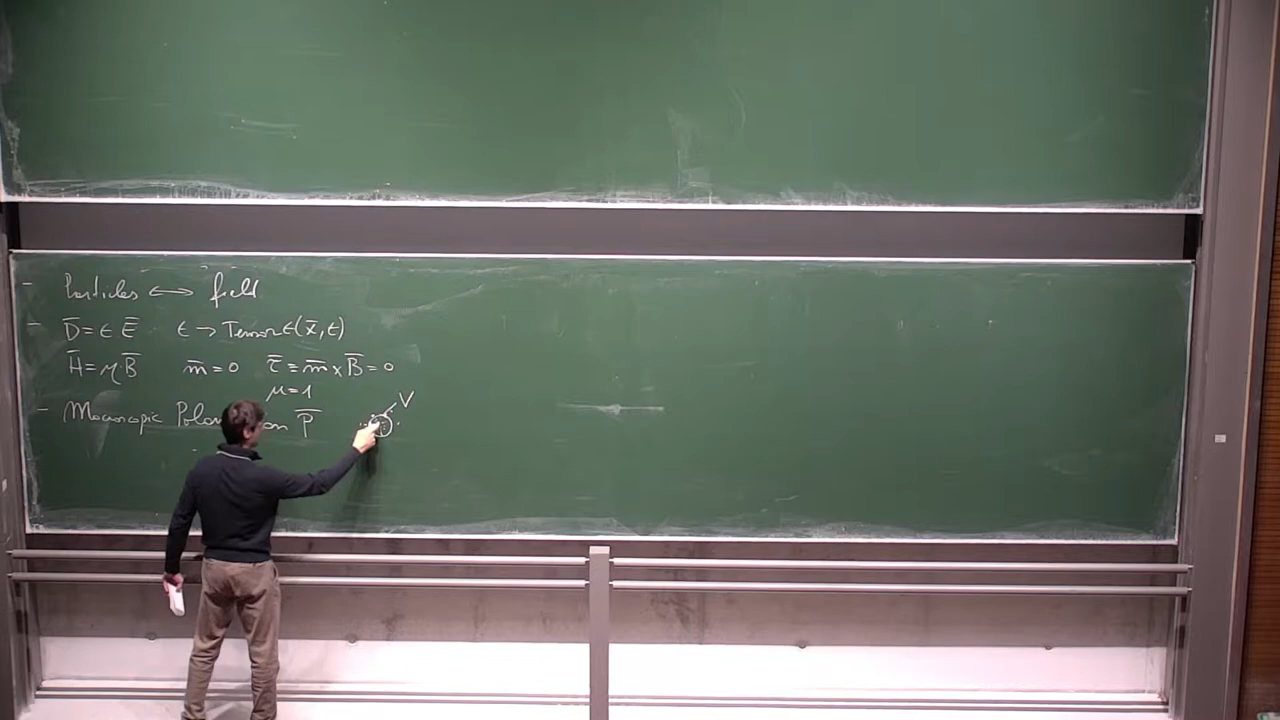 - Particles ↔ field
- D̄ = ϵ Ē ϵ → Tensor ϵ(x̄,t)
H̄ = B̄ m̄ = 0 τ̄ = m̄ × B̄ = 0
μ = 1
- Macroscopic P̄ V